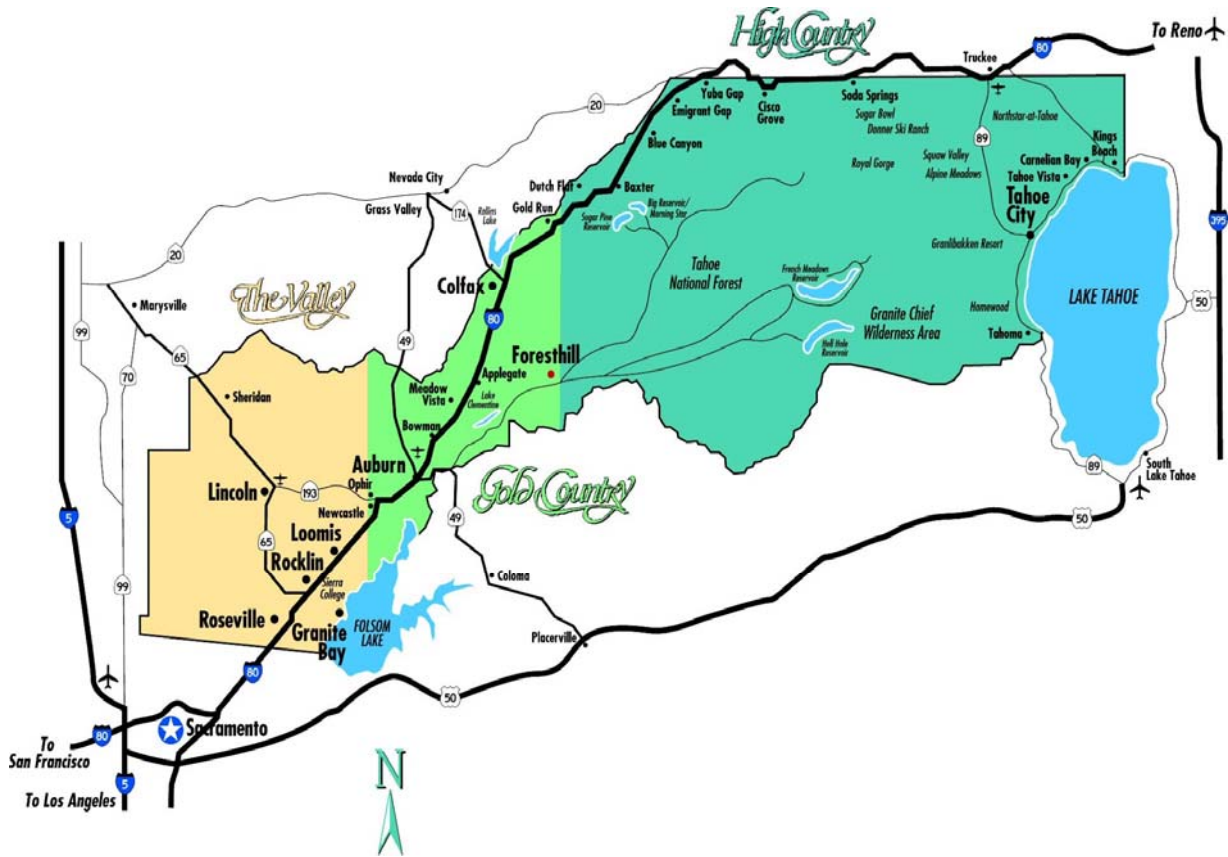 High Country
To Reno
80
Truckee
20
Yuba Gap
Emigrant Gap
Cisco
Grove
Soda Springs
Sugar Bowl
Donner Ski Ranch
Northstar-at-Tahoe
89
Kings
Beach
Blue Canyon
Royal Gorge
Squaw Valley
Alpine Meadows
Carnelian Bay
Tahoe Vista
Nevada City
Grass Valley
174
Dutch Flat
Baxter
Gold Run
Rollins
Lake
Sugar Pine
Reservoir
Big Reservoir/
Morning Star
Tahoe
City
395
Granlibakken Resort
20
The Valley
Colfax
Tahoe
National Forest
French Meadows
Reservoir
LAKE TAHOE
50
Marysville
99
80
Granite Chief
Wilderness Area
Homewood
Tahoma
49
65
70
Foresthill
Hell Hole
Reservoir
Applegate
Sheridan
Meadow
Vista
Lake
Clementine
Bowman
Auburn
Ophir
Gold Country
89
South
Lake Tahoe
Lincoln
193
Newcastle
5
49
50
Loomis
65
Rocklin
Sierra
College
Coloma
99
Roseville
Granite
Bay
FOLSOM
LAKE
Placerville
80
50
Sacramento
80
To
San Francisco
5
To Los Angeles
N